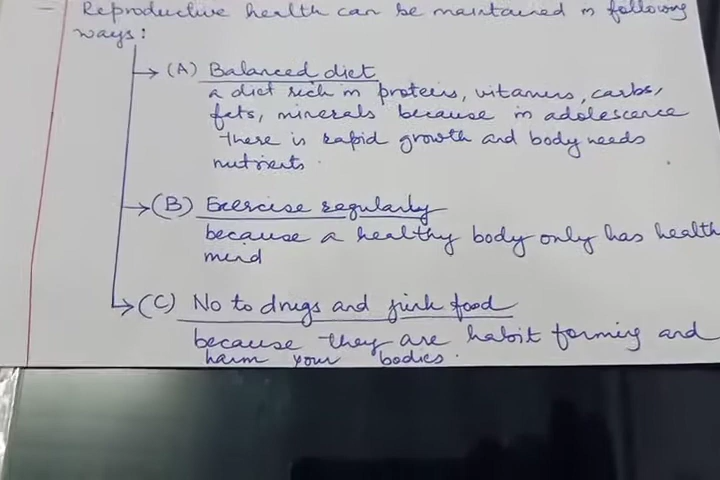 — Reproductive health can be maintained in following
ways:
(A) Balanced diet
a diet rich in proteins, vitamins, carbs,
fats, minerals because in adolescence
there is rapid growth and body needs
nutrients.
(B) Exercise regularly
because a healthy body only has health
mind
(C) No to drugs and junk food
because they are habit forming and
harm your bodies.